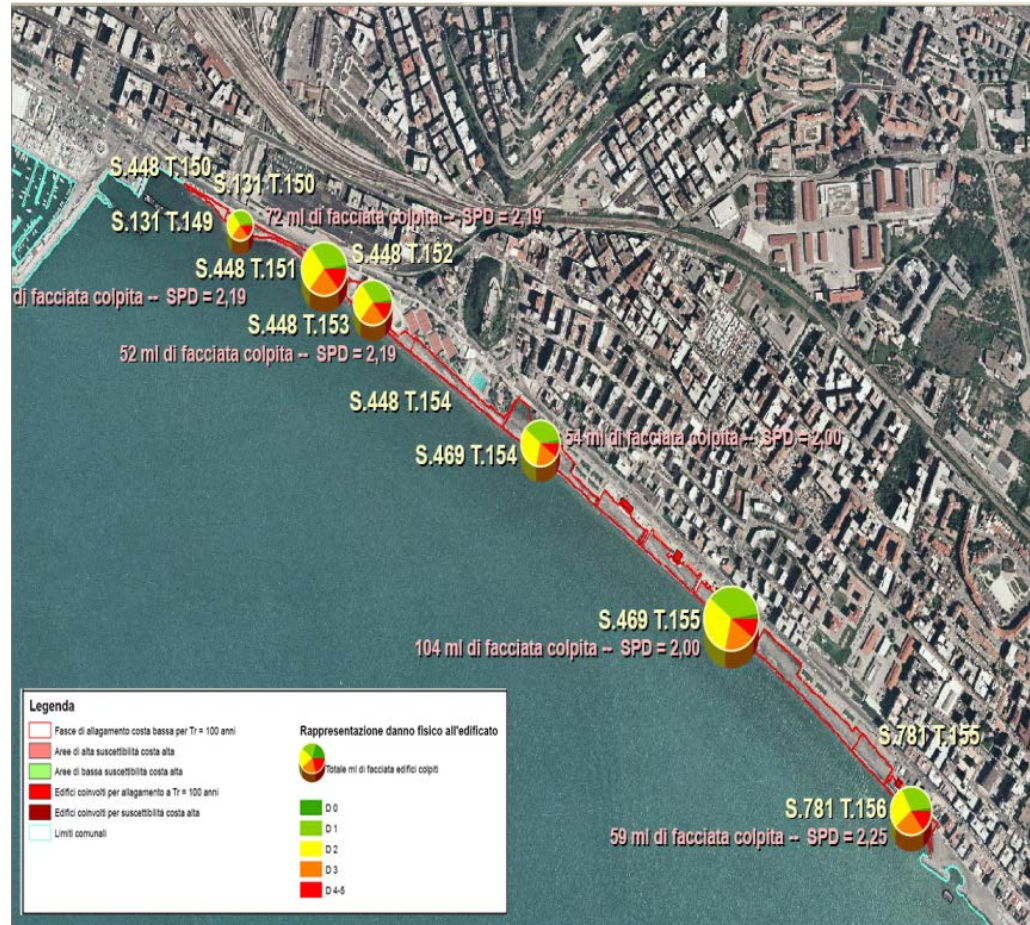 S.448 T.150
S.131 T.150
S.131 T.149
72 ml di facciata colpita -- SPD = 2,19
S.448 T.152
S.448 T.151
di facciata colpita -- SPD = 2,19
S.448 T.153
52 ml di facciata colpita -- SPD = 2,19
S.448 T.154
54 ml di facciata colpita -- SPD = 2,00
S.469 T.154
S.469 T.155
104 ml di facciata colpita -- SPD = 2,00
S.781 T.155
S.781 T.156
59 ml di facciata colpita -- SPD = 2,25
Legenda
Fasce di allagamento costa bassa per Tr = 100 anni
Aree di alta suscettibilità costa alta
Aree di bassa suscettibilità costa alta
Edifici coinvolti per allagamento a Tr = 100 anni
Edifici coinvolti per suscettibilità costa alta
Limiti comunali
Rappresentazione danno fisico all'edificato
Totale ml di facciata edifici colpiti
D 0
D 1
D 2
D 3
D 4-5